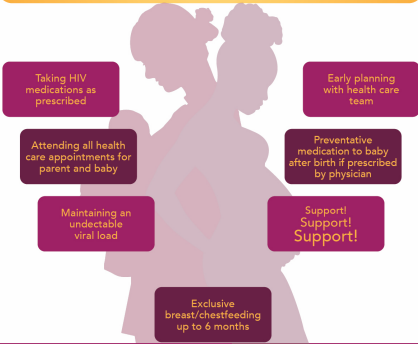 Taking HIV
medications as
prescribed
Early planning
with health care
team
Attending all health
care appointments for
parent and baby
Preventative
medication to baby
after birth if prescribed
by physician
Maintaining an
undectable
viral load
Support!
Support!
Support!
Exclusive
breast/chestfeeding
up to 6 months